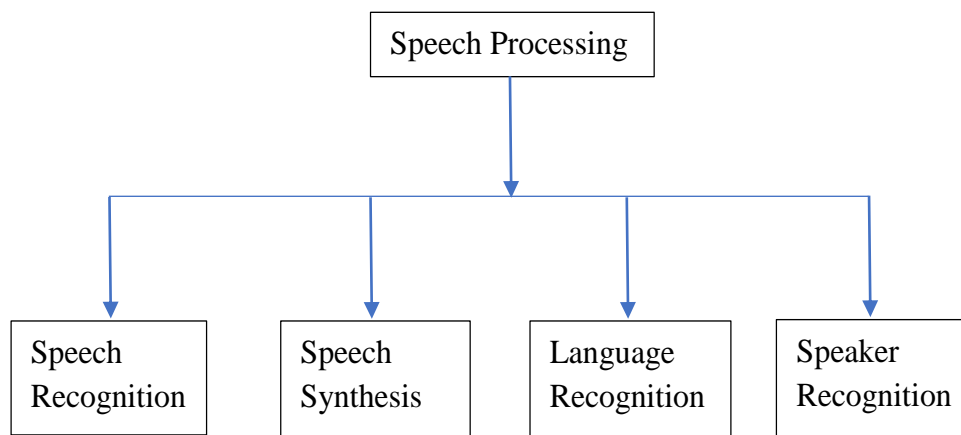 Speech Processing
Speech
Recognition
Speech
Synthesis
Language
Recognition
Speaker
Recognition